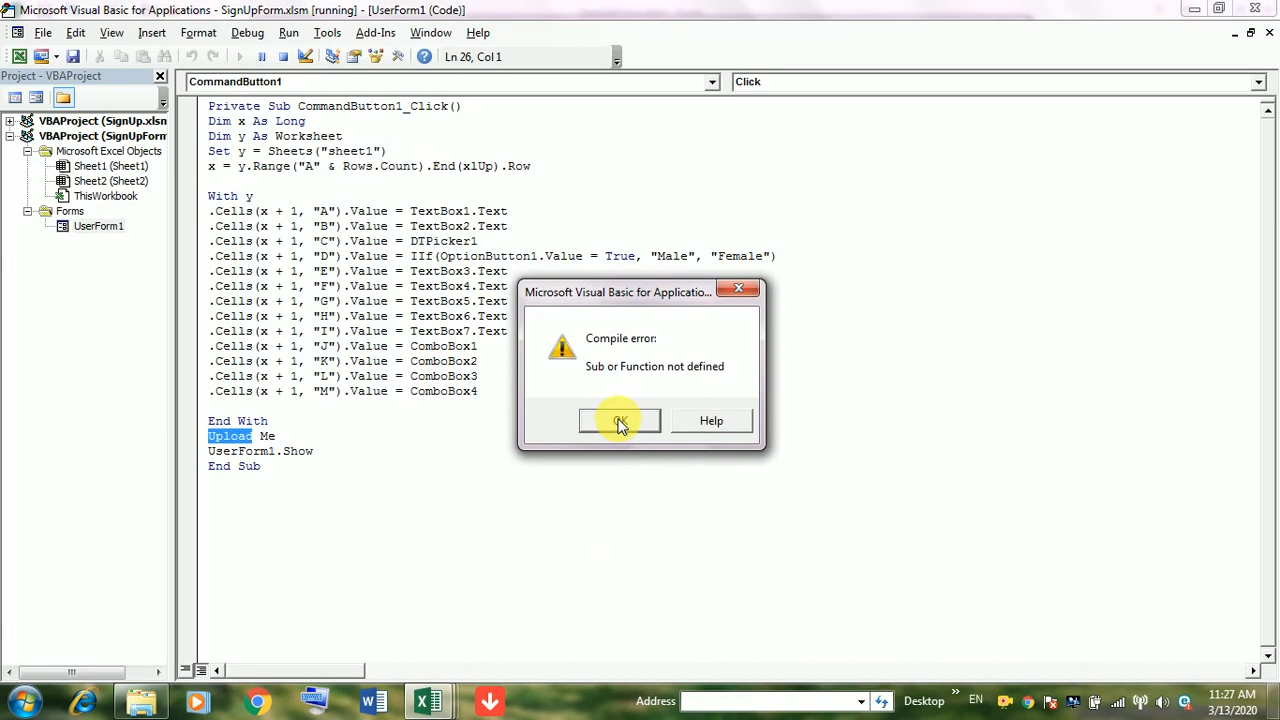 Microsoft Visual Basic for Applications - SignUpForm.xlsm [running] - [UserForm1 (Code)]
File Edit View Insert Format Debug Run Tools Add-Ins Window Help
Ln 26, Col 1
Project - VBAProject
CommandButton1 Click
VBAProject (SignUp.xlsn
VBAProject (SignUpForm
Microsoft Excel Objects
Sheet1 (Sheet1)
Sheet2 (Sheet2)
ThisWorkbook
Forms
UserForm1
Private Sub CommandButton1_Click()
Dim x As Long
Dim y As Worksheet
Set y = Sheets("sheet1")
x = y.Range("A" & Rows.Count).End(xlUp).Row
With y
.Cells(x + 1, "A").Value = TextBox1.Text
.Cells(x + 1, "B").Value = TextBox2.Text
.Cells(x + 1, "C").Value = DTPicker1
.Cells(x + 1, "D").Value = IIf(OptionButton1.Value = True, "Male", "Female")
.Cells(x + 1, "E").Value = TextBox3.Text
.Cells(x + 1, "F").Value = TextBox4.Text
.Cells(x + 1, "G").Value = TextBox5.Text
.Cells(x + 1, "H").Value = TextBox6.Text
.Cells(x + 1, "I").Value = TextBox7.Text
.Cells(x + 1, "J").Value = ComboBox1
.Cells(x + 1, "K").Value = ComboBox2
.Cells(x + 1, "L").Value = ComboBox3
.Cells(x + 1, "M").Value = ComboBox4
End With
Upload Me
UserForm1.Show
End Sub
Microsoft Visual Basic for Applicatio...
Compile error:
Sub or Function not defined
OK Help
Address
Desktop
EN
11:27 AM
3/13/2020